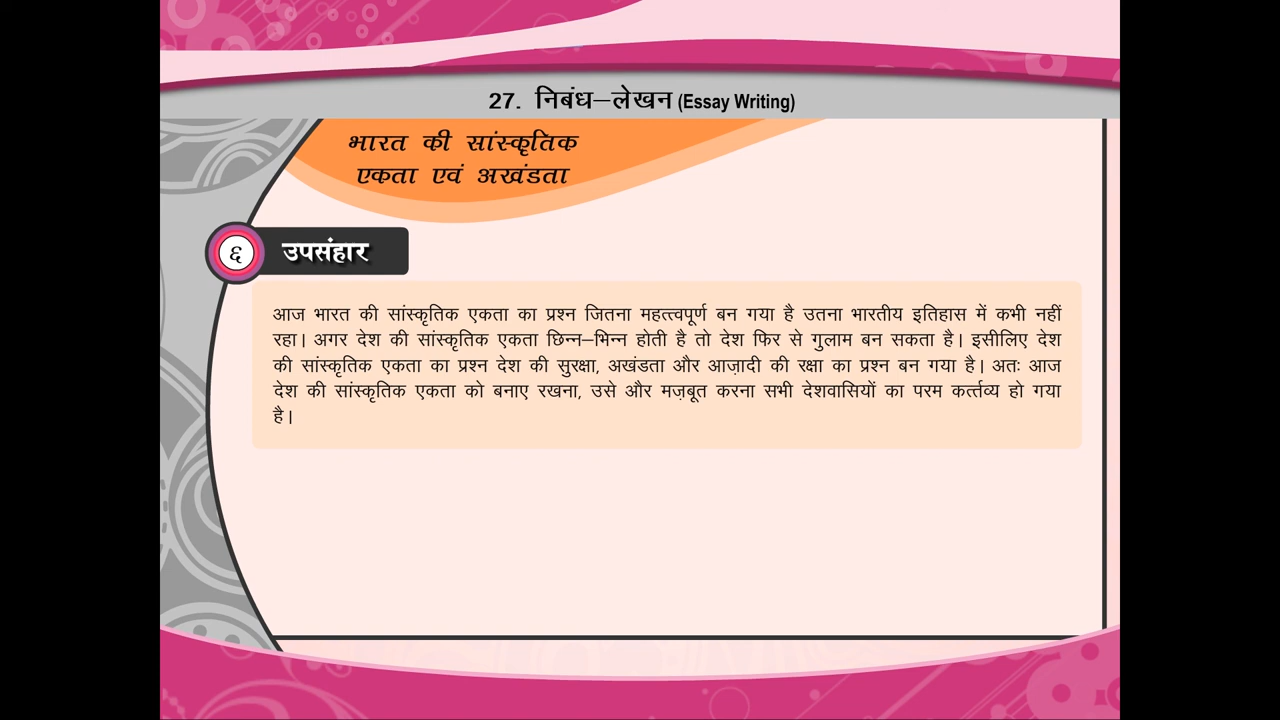 27. निबंध–लेखन (Essay Writing)
भारत की सांस्कृतिक
एकता एवं अखंडता
६ उपसंहार
आज भारत की सांस्कृतिक एकता का प्रश्न जितना महत्त्वपूर्ण बन गया है उतना भारतीय इतिहास में कभी नहीं
रहा। अगर देश की सांस्कृतिक एकता छिन्न–भिन्न होती है तो देश फिर से गुलाम बन सकता है। इसीलिए देश
की सांस्कृतिक एकता का प्रश्न देश की सुरक्षा, अखंडता और आज़ादी की रक्षा का प्रश्न बन गया है। अतः आज
देश की सांस्कृतिक एकता को बनाए रखना, उसे और मज़बूत करना सभी देशवासियों का परम कर्त्तव्य हो गया
है।